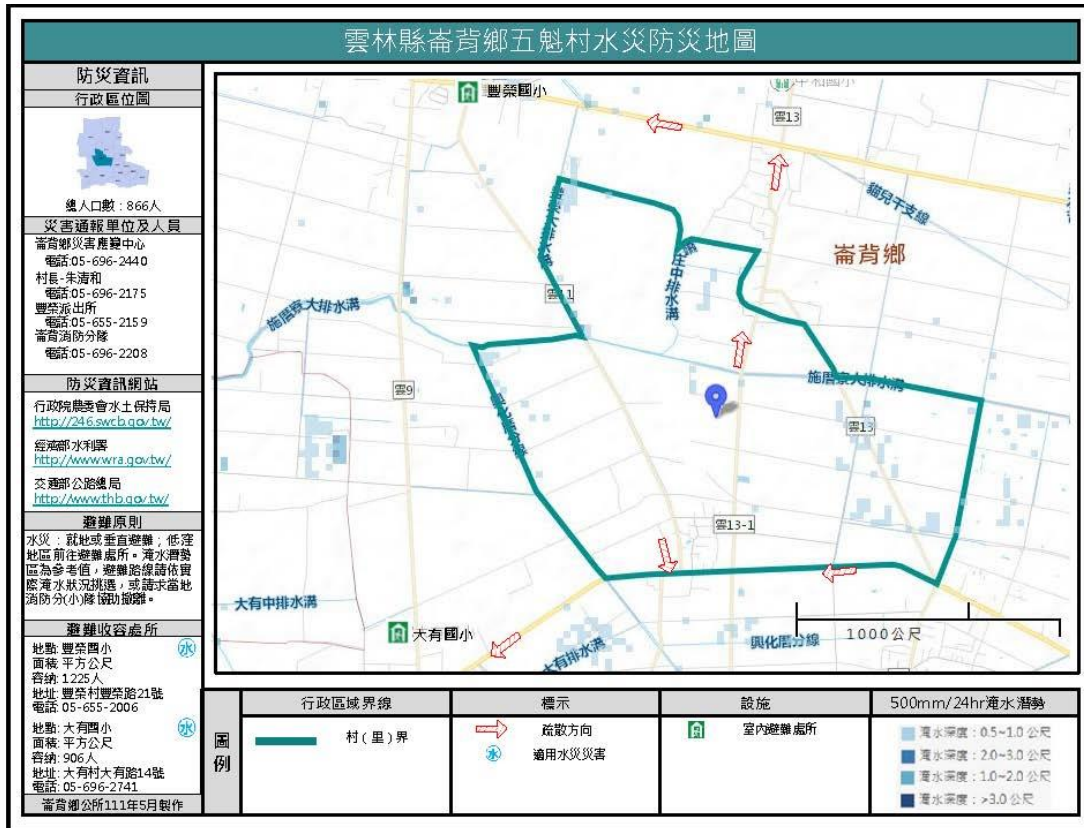 雲林縣崙背鄉五魁村水災防災地圖
防災資訊
行政區位圖
總人口數:866人
災害通報單位及人員
崙背鄉災害應變中心
電話:05-696-2440
村長-朱清和
電話:05-696-2175
豐榮派出所
電話:05-655-2159
崙背消防分隊
電話:05-696-2208
防災資訊網站
行政院農委會水土保持局
http://246.swcb.gov.tw/
經濟部水利署
http://www.wra.gov.tw/
交通部公路總局
http://www.thb.gov.tw/
避難原則
水災:就地或垂直避難,低窪
地區前往避難處所。淹水潛勢
區為參考值,避難路線請依實
際淹水狀況挑選,或請求當地
消防分(小)隊協助撤離。
避難收容處所
地點:豐榮國小
水
面積:平方公尺
容納:1225人
地址:豐榮村豐榮路21號
電話:05-655-2006
地點:大有國小
水
面積:平方公尺
容納:906人
地址:大有村大有路14號
電話:05-696-2741
崙背鄉公所111年5月製作
豐榮國小
雲13
貓兒干支線
崙背鄉
庄中排水溝
雲11
施厝寮大排水溝
雲9
施厝寮大排水溝
雲13
雲13-1
大有中排水溝
大有國小
大有排水溝
興化厝分線
1000公尺
圖例
行政區域界線
村(里)界
標示
疏散方向
水
適用水災災害
設施
室內避難處所
500mm/24hr淹水潛勢
淹水深度:0.5~1.0 公尺
淹水深度:2.0~3.0 公尺
淹水深度:1.0~2.0 公尺
淹水深度:>3.0 公尺